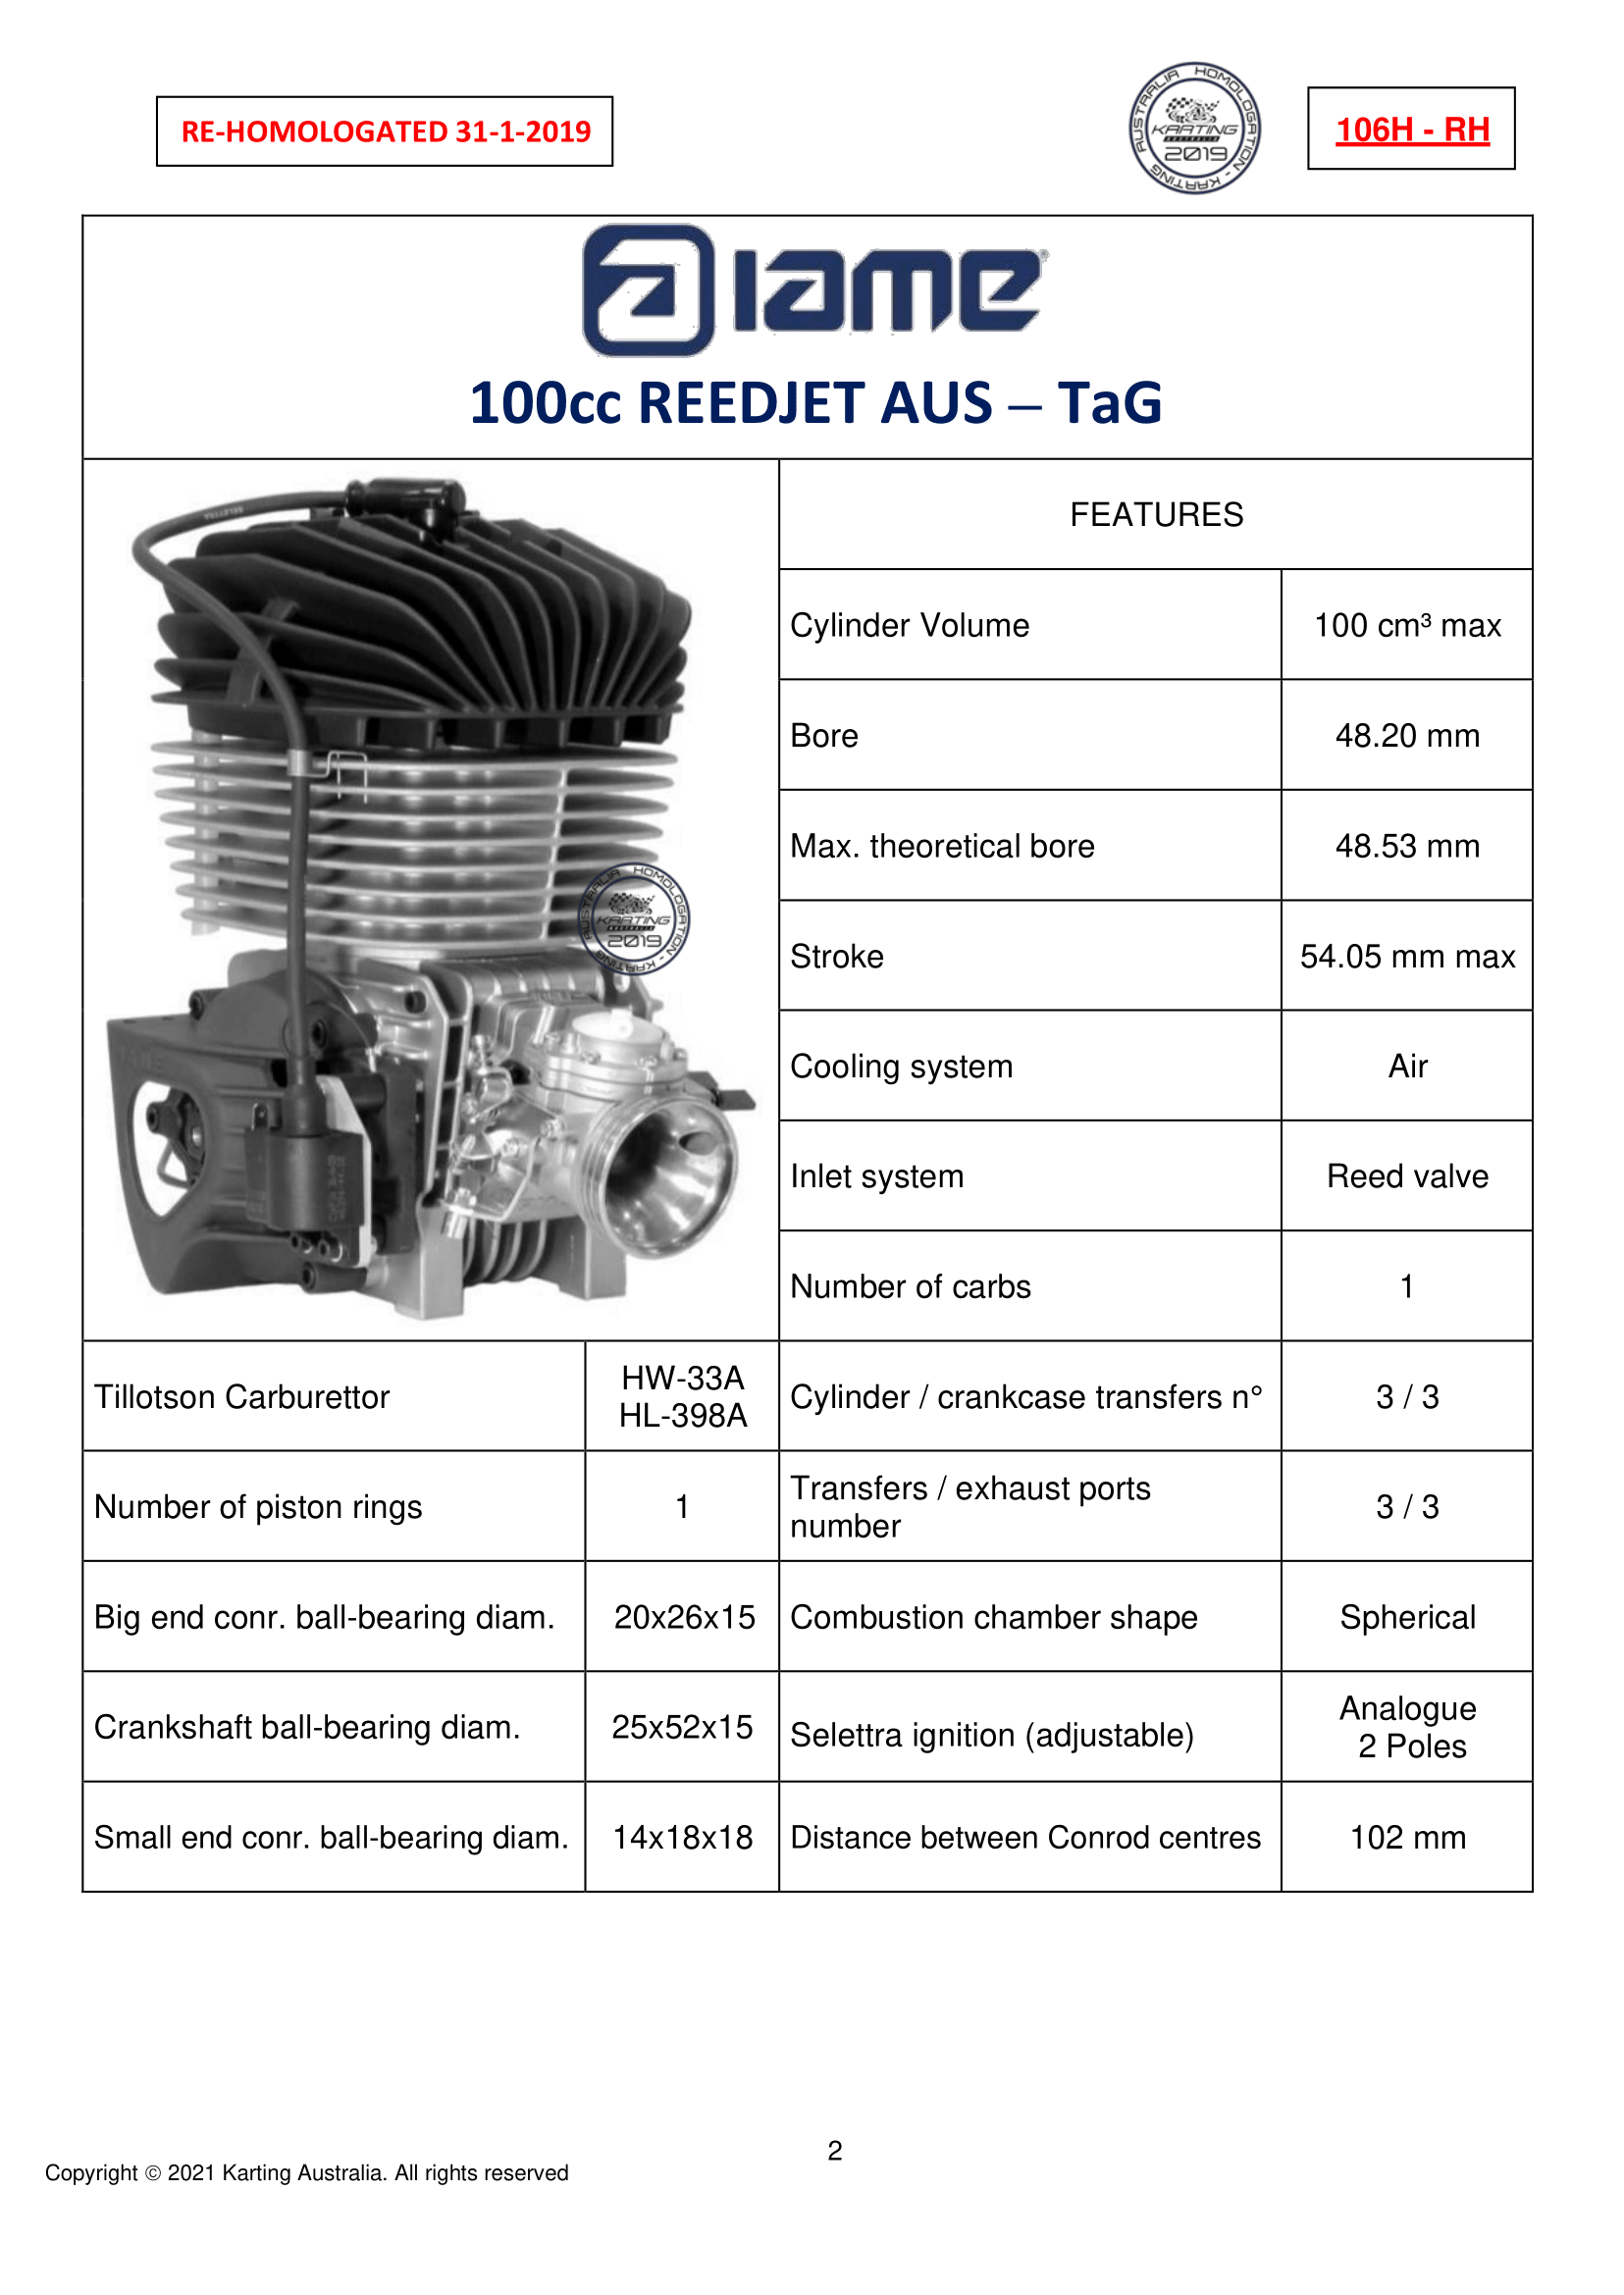 RE-HOMOLOGATED 31-1-2019
AUSTRALIA HOMOLOGATION - KARTING
KARTING
AUSTRALIA
2019
106H - RH
IAME
100cc REEDJET AUS – TaG
SELETTRA
IAME
AUSTRALIA HOMOLOGATION - KARTING
KARTING
AUSTRALIA
2019
FEATURES
Cylinder Volume 100 cm³ max
Bore 48.20 mm
Max. theoretical bore 48.53 mm
Stroke 54.05 mm max
Cooling system Air
Inlet system Reed valve
Number of carbs 1
Tillotson Carburettor HW-33A
HL-398A
Cylinder / crankcase transfers n° 3 / 3
Number of piston rings 1
Transfers / exhaust ports
number 3 / 3
Big end conr. ball-bearing diam. 20x26x15
Combustion chamber shape Spherical
Crankshaft ball-bearing diam. 25x52x15
Selettra ignition (adjustable) Analogue
2 Poles
Small end conr. ball-bearing diam. 14x18x18
Distance between Conrod centres 102 mm
2
Copyright © 2021 Karting Australia. All rights reserved